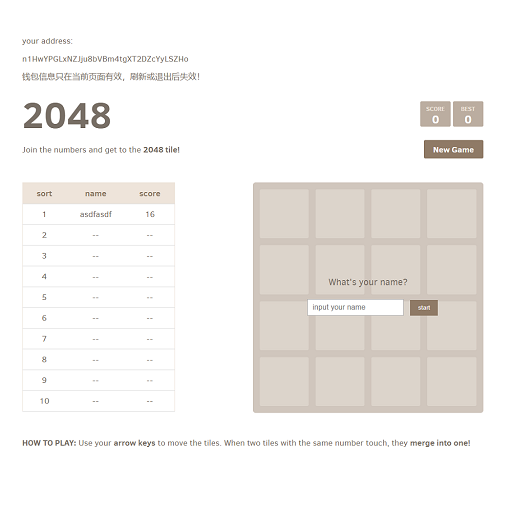 your address:
n1HwYPGLxNZJju8bVBm4tgXT2DZcYyLSZHo
钱包信息只在当前页面有效，刷新或退出后失效！
2048
SCORE
0
BEST
0
Join the numbers and get to the 2048 tile!
New Game
sort name score
1 asdfasdf 16
2 -- --
3 -- --
4 -- --
5 -- --
6 -- --
7 -- --
8 -- --
9 -- --
10 -- --
What's your name?
input your name
start
HOW TO PLAY: Use your arrow keys to move the tiles. When two tiles with the same number touch, they merge into one!